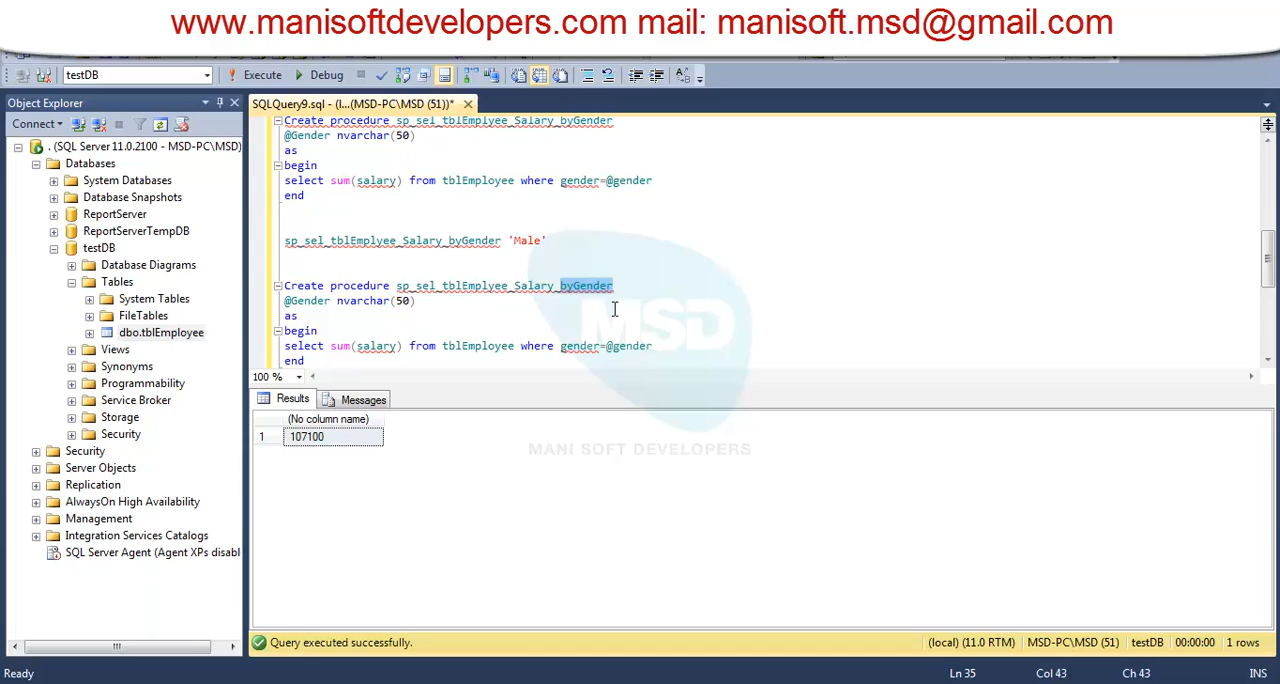 www.manisoftdevelopers.com mail: manisoft.msd@gmail.com
testDB
Execute
Debug
Object Explorer
SQLQuery9.sql - (l...(MSD-PC\MSD (51))*
Connect
. (SQL Server 11.0.2100 - MSD-PC\MSD)
Databases
System Databases
Database Snapshots
ReportServer
ReportServerTempDB
testDB
Database Diagrams
Tables
System Tables
FileTables
dbo.tblEmployee
Views
Synonyms
Programmability
Service Broker
Storage
Security
Security
Server Objects
Replication
AlwaysOn High Availability
Management
Integration Services Catalogs
SQL Server Agent (Agent XPs disabl
Create procedure sp_sel_tblEmplyee_Salary_byGender
@Gender nvarchar(50)
as
begin
select sum(salary) from tblEmployee where gender=@gender
end
sp_sel_tblEmplyee_Salary_byGender 'Male'
Create procedure sp_sel_tblEmplyee_Salary_byGender
@Gender nvarchar(50)
as
begin
select sum(salary) from tblEmployee where gender=@gender
end
MSD
MANI SOFT DEVELOPERS
100 %
Results
Messages
(No column name)
1 107100
Query executed successfully.
(local) (11.0 RTM)
MSD-PC\MSD (51)
testDB
00:00:00
1 rows
Ready
Ln 35
Col 43
Ch 43
INS